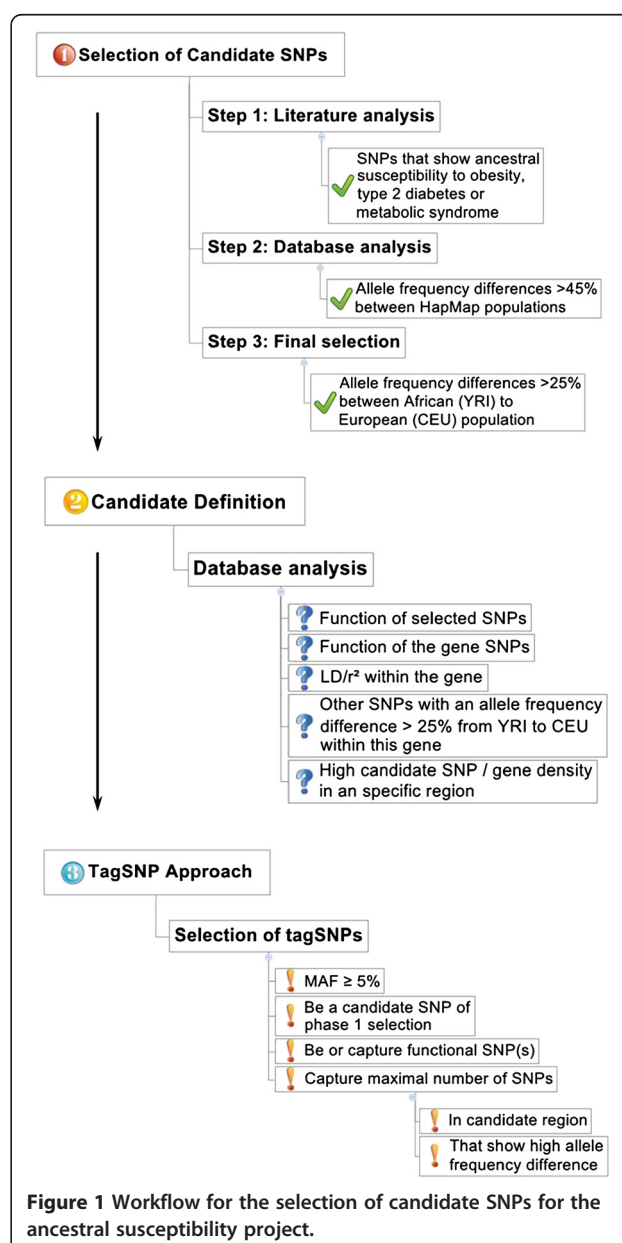 1 Selection of Candidate SNPs
Step 1: Literature analysis
SNPs that show ancestral
susceptibility to obesity,
type 2 diabetes or
metabolic syndrome
Step 2: Database analysis
Allele frequency differences >45%
between HapMap populations
Step 3: Final selection
Allele frequency differences >25%
between African (YRI) to
European (CEU) population
2 Candidate Definition
Database analysis
? Function of selected SNPs
? Function of the gene SNPs
? LD/r² within the gene
Other SNPs with an allele frequency
? difference > 25% from YRI to CEU
within this gene
? High candidate SNP / gene density
in an specific region
3 TagSNP Approach
Selection of tagSNPs
! MAF ≥ 5%
! Be a candidate SNP of
phase 1 selection
! Be or capture functional SNP(s)
! Capture maximal number of SNPs
! In candidate region
! That show high allele
frequency difference
Figure 1 Workflow for the selection of candidate SNPs for the
ancestral susceptibility project.